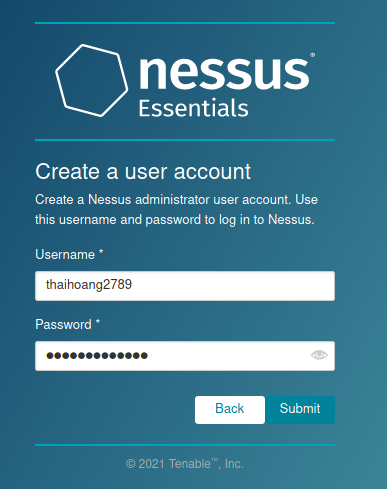 nessus®
Essentials
Create a user account
Create a Nessus administrator user account. Use
this username and password to log in to Nessus.
Username *
thaihoang2789
Password *
●●●●●●●●●●●●●
Back Submit
© 2021 Tenable™, Inc.